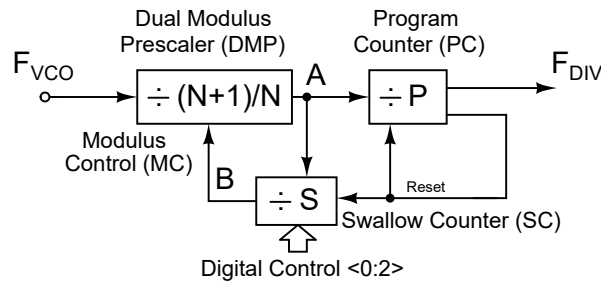 Dual Modulus
Prescaler (DMP)
Program
Counter (PC)
F_VCO
÷ (N+1)/N
A
÷ P
F_DIV
Modulus
Control (MC)
B
÷ S
Reset
Swallow Counter (SC)
Digital Control <0:2>